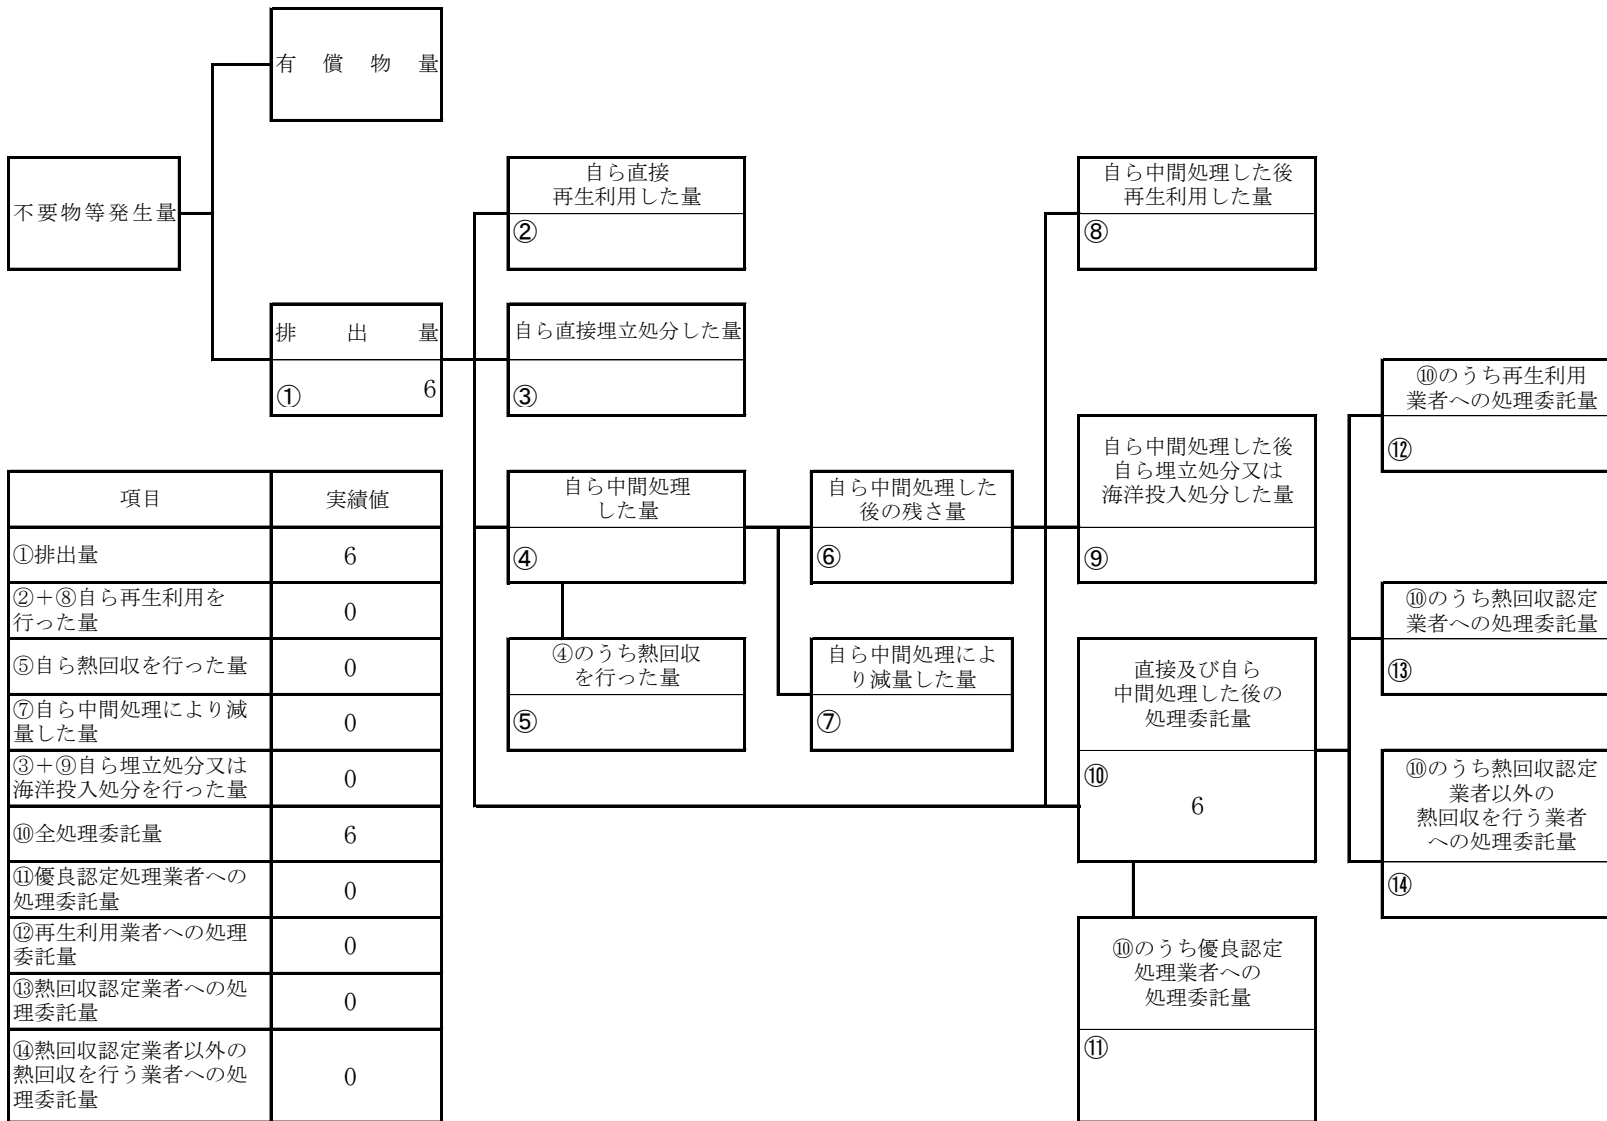 有償物量
不要物等発生量
自ら直接
再生利用した量
②
自ら中間処理した後
再生利用した量
⑧
排出量
① 6
自ら直接埋立処分した量
③
⑩のうち再生利用
業者への処理委託量
⑫
自ら中間処理した後
自ら埋立処分又は
海洋投入処分した量
⑨
自ら中間処理
した量
④
自ら中間処理した
後の残さ量
⑥
⑩のうち熱回収認定
業者への処理委託量
⑬
④のうち熱回収
を行った量
⑤
自ら中間処理によ
り減量した量
⑦
直接及び自ら
中間処理した後の
処理委託量
⑩
6
⑩のうち熱回収認定
業者以外の
熱回収を行う業者
への処理委託量
⑭
⑩のうち優良認定
処理業者への
処理委託量
⑪
項目 実績値
①排出量 6
②+⑧自ら再生利用を
行った量 0
⑤自ら熱回収を行った量 0
⑦自ら中間処理により減
量した量 0
③+⑨自ら埋立処分又は
海洋投入処分を行った量 0
⑩全処理委託量 6
⑪優良認定処理業者への
処理委託量 0
⑫再生利用業者への処理
委託量 0
⑬熱回収認定業者への処
理委託量 0
⑭熱回収認定業者以外の
熱回収を行う業者への処
理委託量 0